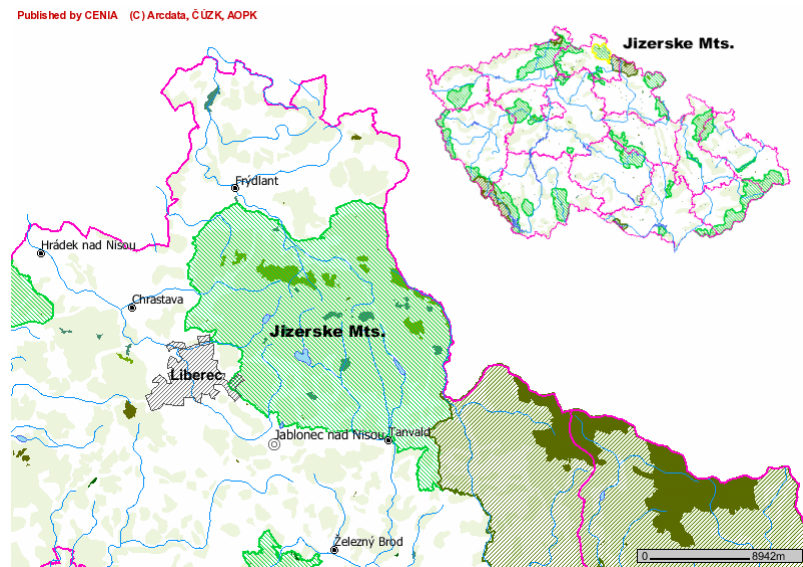 Published by CENIA (C) Arcdata, ČÚZK, AOPK
Jizerske Mts.
Frýdlant
Hrádek nad Nisou
Chrastava
Jizerske Mts.
Liberec
Jablonec nad Nisou
Tanvald
Železný Brod
0 8942m